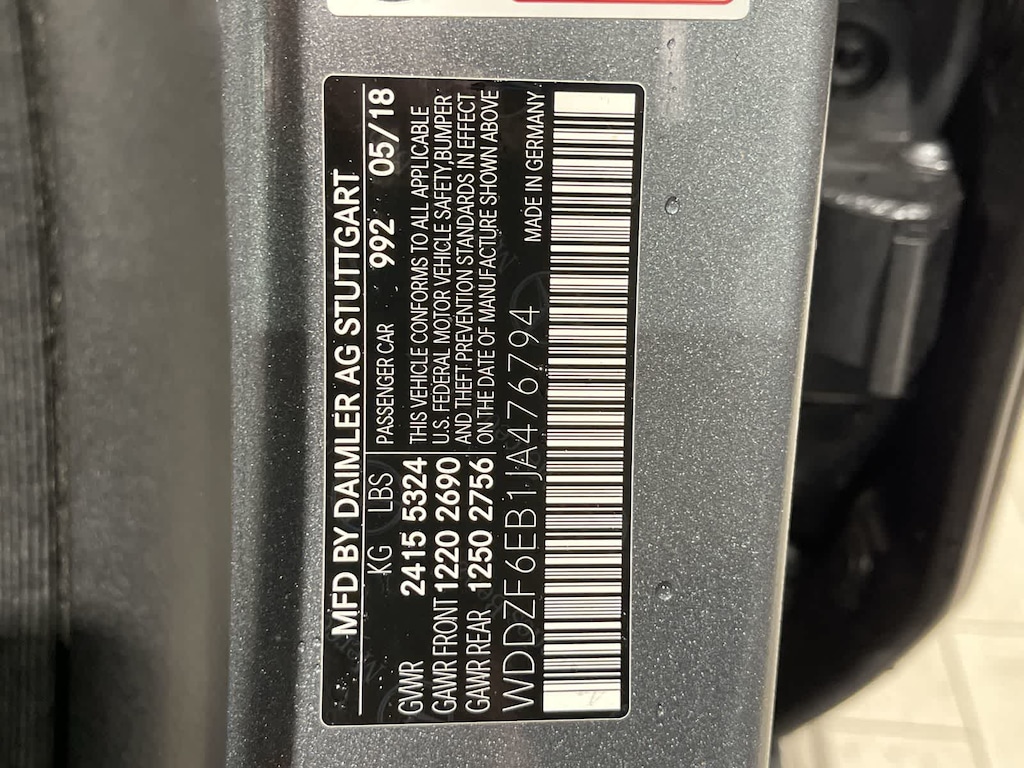 MFD BY DAIMLER AG STUTTGART
KG LBS
GVWR 2415 5324
GAWR FRONT 1220 2690
GAWR REAR 1250 2756
PASSENGER CAR 992 05/18
THIS VEHICLE CONFORMS TO ALL APPLICABLE
U.S. FEDERAL MOTOR VEHICLE SAFETY,BUMPER
AND THEFT PREVENTION STANDARDS IN EFFECT
ON THE DATE OF MANUFACTURE SHOWN ABOVE
WDDZF6EB1JA476794 MADE IN GERMANY